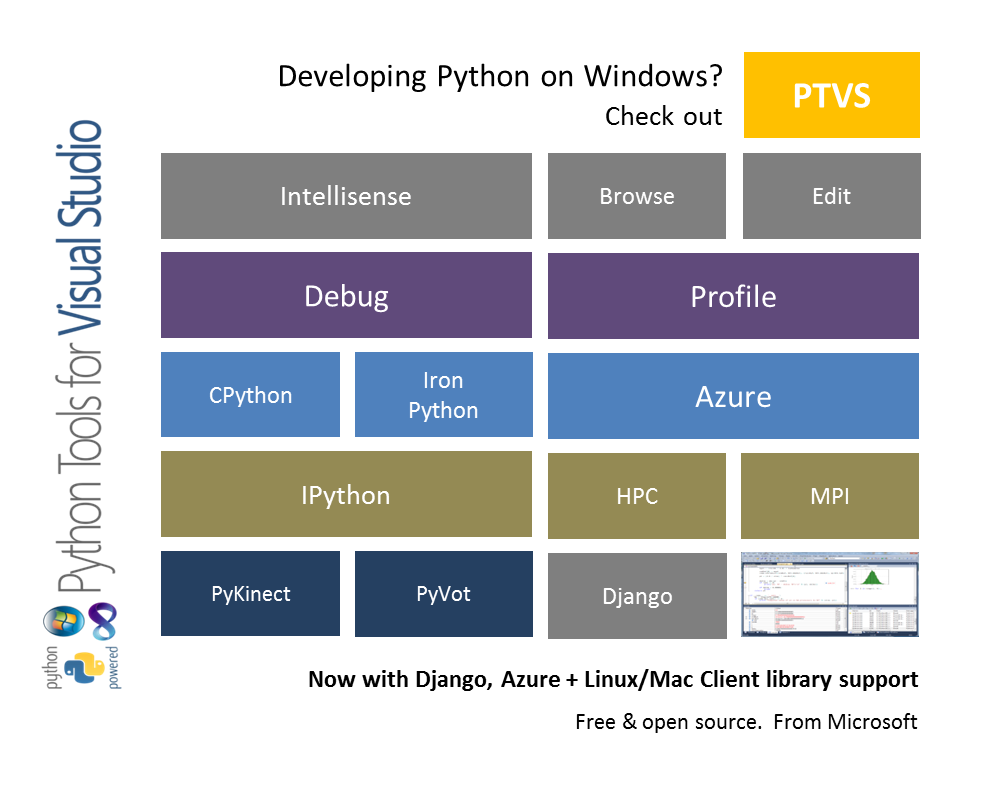 Developing Python on Windows?
Check out
PTVS
Python Tools for Visual Studio
python
powered
Intellisense
Browse
Edit
Debug
Profile
CPython
Iron
Python
Azure
IPython
HPC
MPI
PyKinect
PyVot
Django
Now with Django, Azure + Linux/Mac Client library support
Free & open source.  From Microsoft